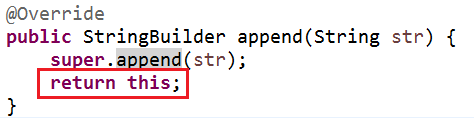 @Override
public StringBuilder append(String str) {
super.append(str);
return this;
}